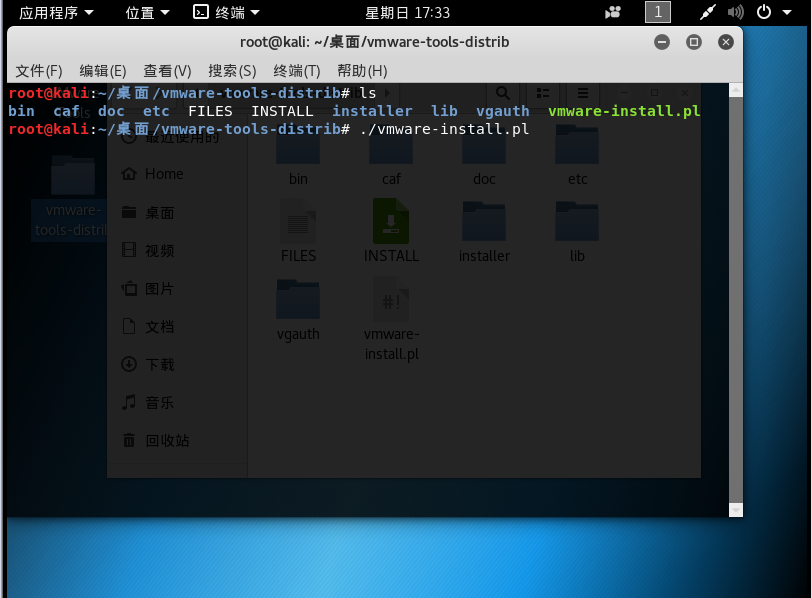 应用程序 位置 终端 星期日 17:33 1
root@kali: ~/桌面/vmware-tools-distrib
文件(F) 编辑(E) 查看(V) 搜索(S) 终端(T) 帮助(H)
root@kali:~/桌面/vmware-tools-distrib# ls
bin caf doc etc FILES INSTALL installer lib vgauth vmware-install.pl
root@kali:~/桌面/vmware-tools-distrib# ./vmware-install.pl
最近使用的
Home
桌面
视频
图片
文档
下载
音乐
回收站
vmware-
tools-distrib
bin caf doc etc
FILES INSTALL installer lib
vgauth vmware-
install.pl